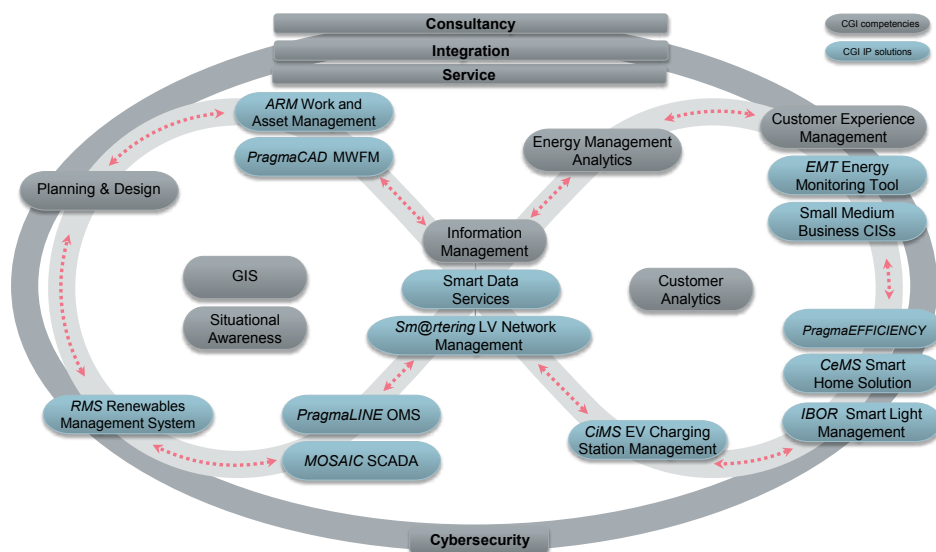 Consultancy
Integration
Service
CGI competencies
CGI IP solutions
ARM Work and
Asset Management
PragmaCAD MWFM
Energy Management
Analytics
Customer Experience
Management
EMT Energy
Monitoring Tool
Small Medium
Business CISs
Planning & Design
Information
Management
GIS
Smart Data
Services
Customer
Analytics
Situational
Awareness
Sm@rtering LV Network
Management
PragmaEFFICIENCY
CeMS Smart
Home Solution
RMS Renewables
Management System
PragmaLINE OMS
MOSAIC SCADA
CiMS EV Charging
Station Management
IBOR Smart Light
Management
Cybersecurity